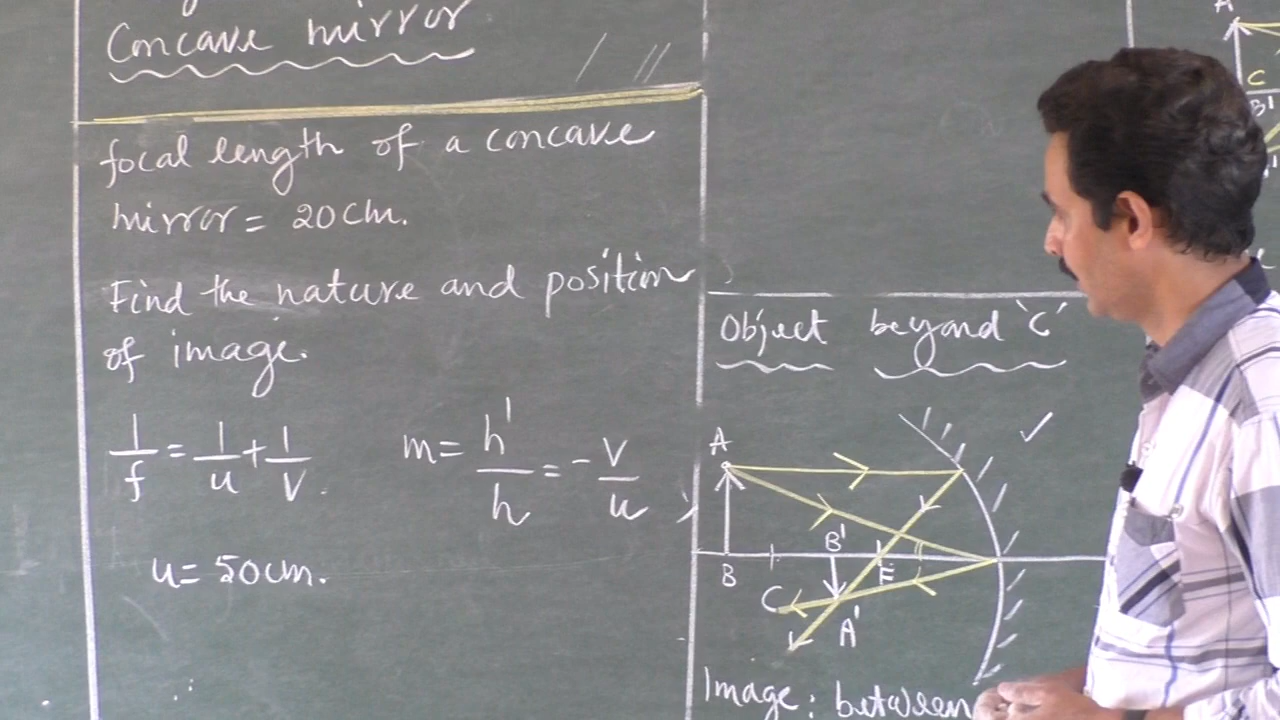 Concave mirror
focal length of a concave
mirror = 20 cm.
Find the nature and position
of image.
1/f = 1/u + 1/v
m = h'/h = -v/u
u = 50 cm.
Object beyond 'C'
A
B
B'
F
C
A'
Image : between
A
C
B'